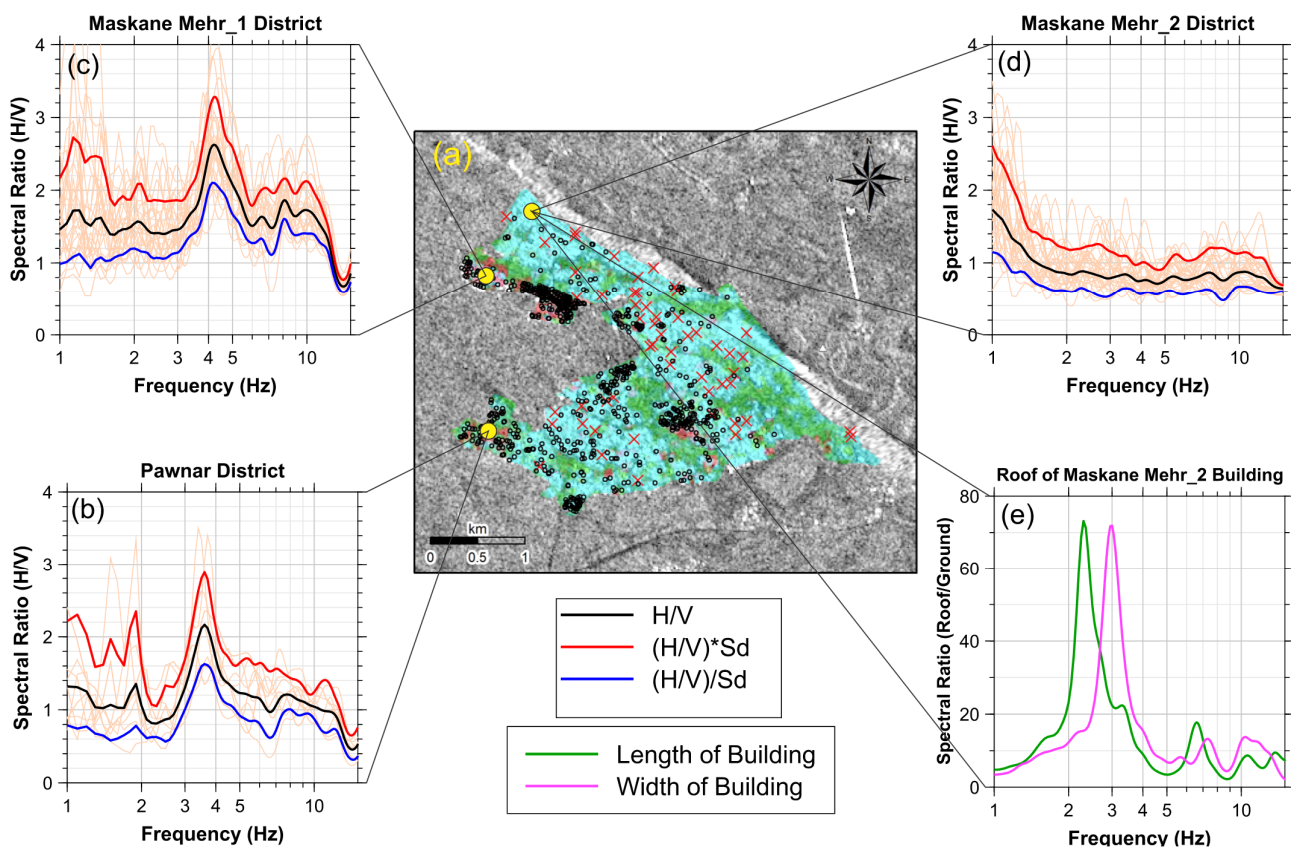 Maskane Mehr_1 District
(c)
Spectral Ratio (H/V)
4
3
2
1
0
1 2 3 4 5 10
Frequency (Hz)
Maskane Mehr_2 District
(d)
Spectral Ratio (H/V)
4
3
2
1
0
1 2 3 4 5 10
Frequency (Hz)
(a)
W E
S
km
0 0.5 1
Pawnar District
(b)
Spectral Ratio (H/V)
4
3
2
1
0
1 2 3 4 5 10
Frequency (Hz)
H/V
(H/V)*Sd
(H/V)/Sd
Length of Building
Width of Building
Roof of Maskane Mehr_2 Building
(e)
Spectral Ratio (Roof/Ground)
80
70
60
40
20
10
0
1 2 3 4 5 10
Frequency (Hz)